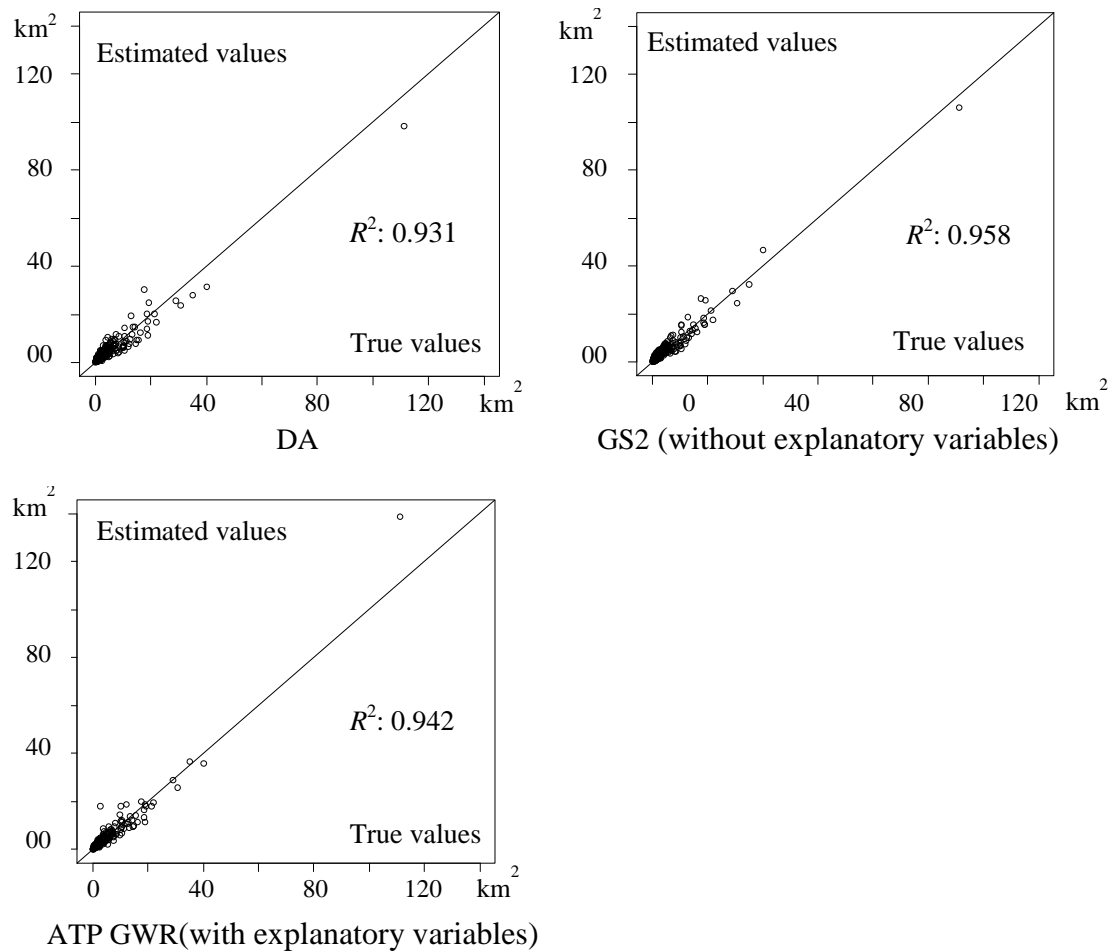 km²
Estimated values
120
80
R²: 0.931
40
True values
00
0 40 80 120 km²
DA
km²
Estimated values
120
80
R²: 0.958
40
True values
00
0 40 80 120 km²
GS2 (without explanatory variables)
km²
Estimated values
120
80
R²: 0.942
40
True values
00
0 40 80 120 km²
ATP GWR(with explanatory variables)